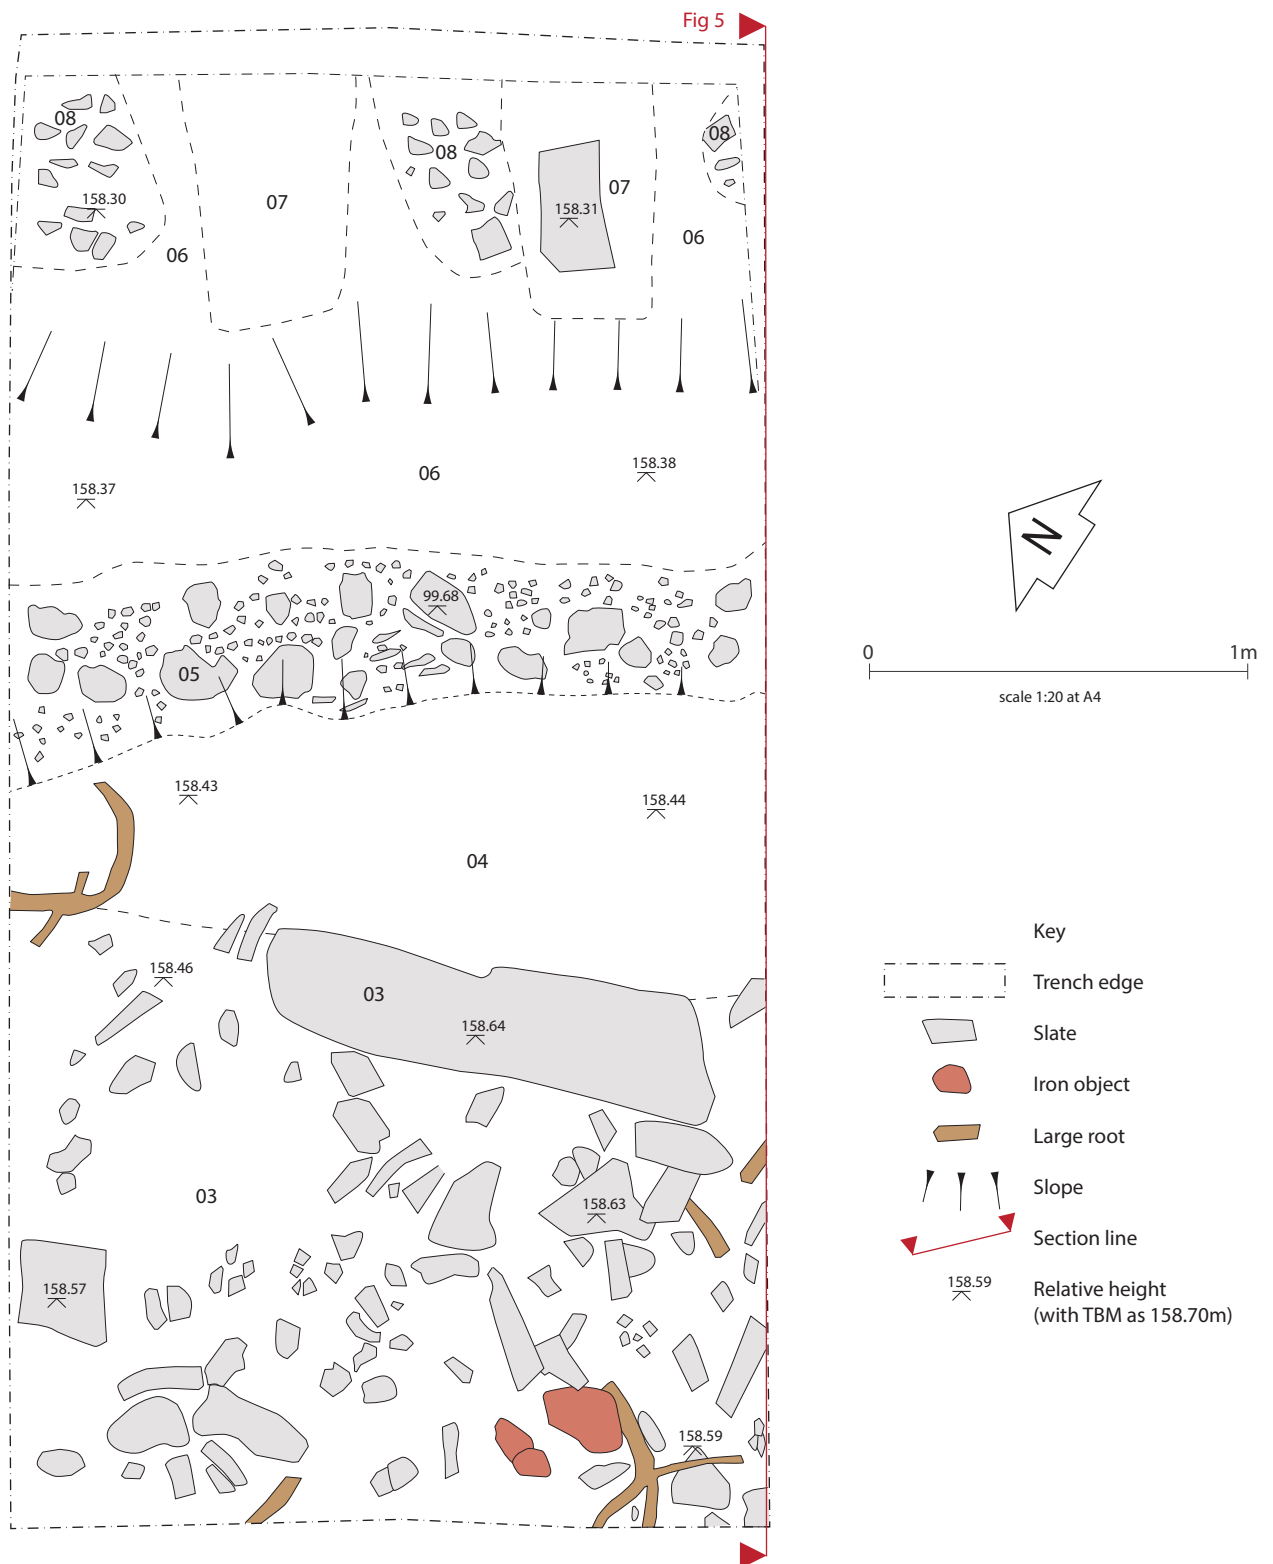 Fig 5
08
08
08
158.30
07
158.31
07
06
06
158.37
06
158.38
N
99.68
05
0
1m
scale 1:20 at A4
158.43
158.44
04
158.46
03
158.64
03
158.63
158.57
158.59
Key
Trench edge
Slate
Iron object
Large root
Slope
Section line
158.59
Relative height
(with TBM as 158.70m)